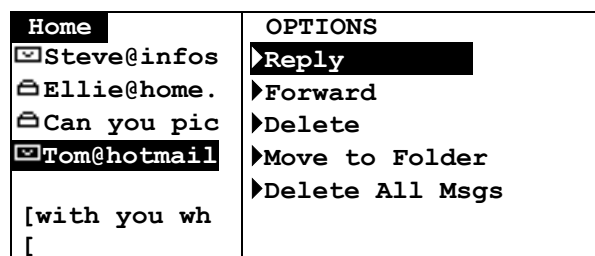 Home
Steve@infos
Ellie@home.
Can you pic
Tom@hotmail
[with you wh
[
OPTIONS
Reply
Forward
Delete
Move to Folder
Delete All Msgs